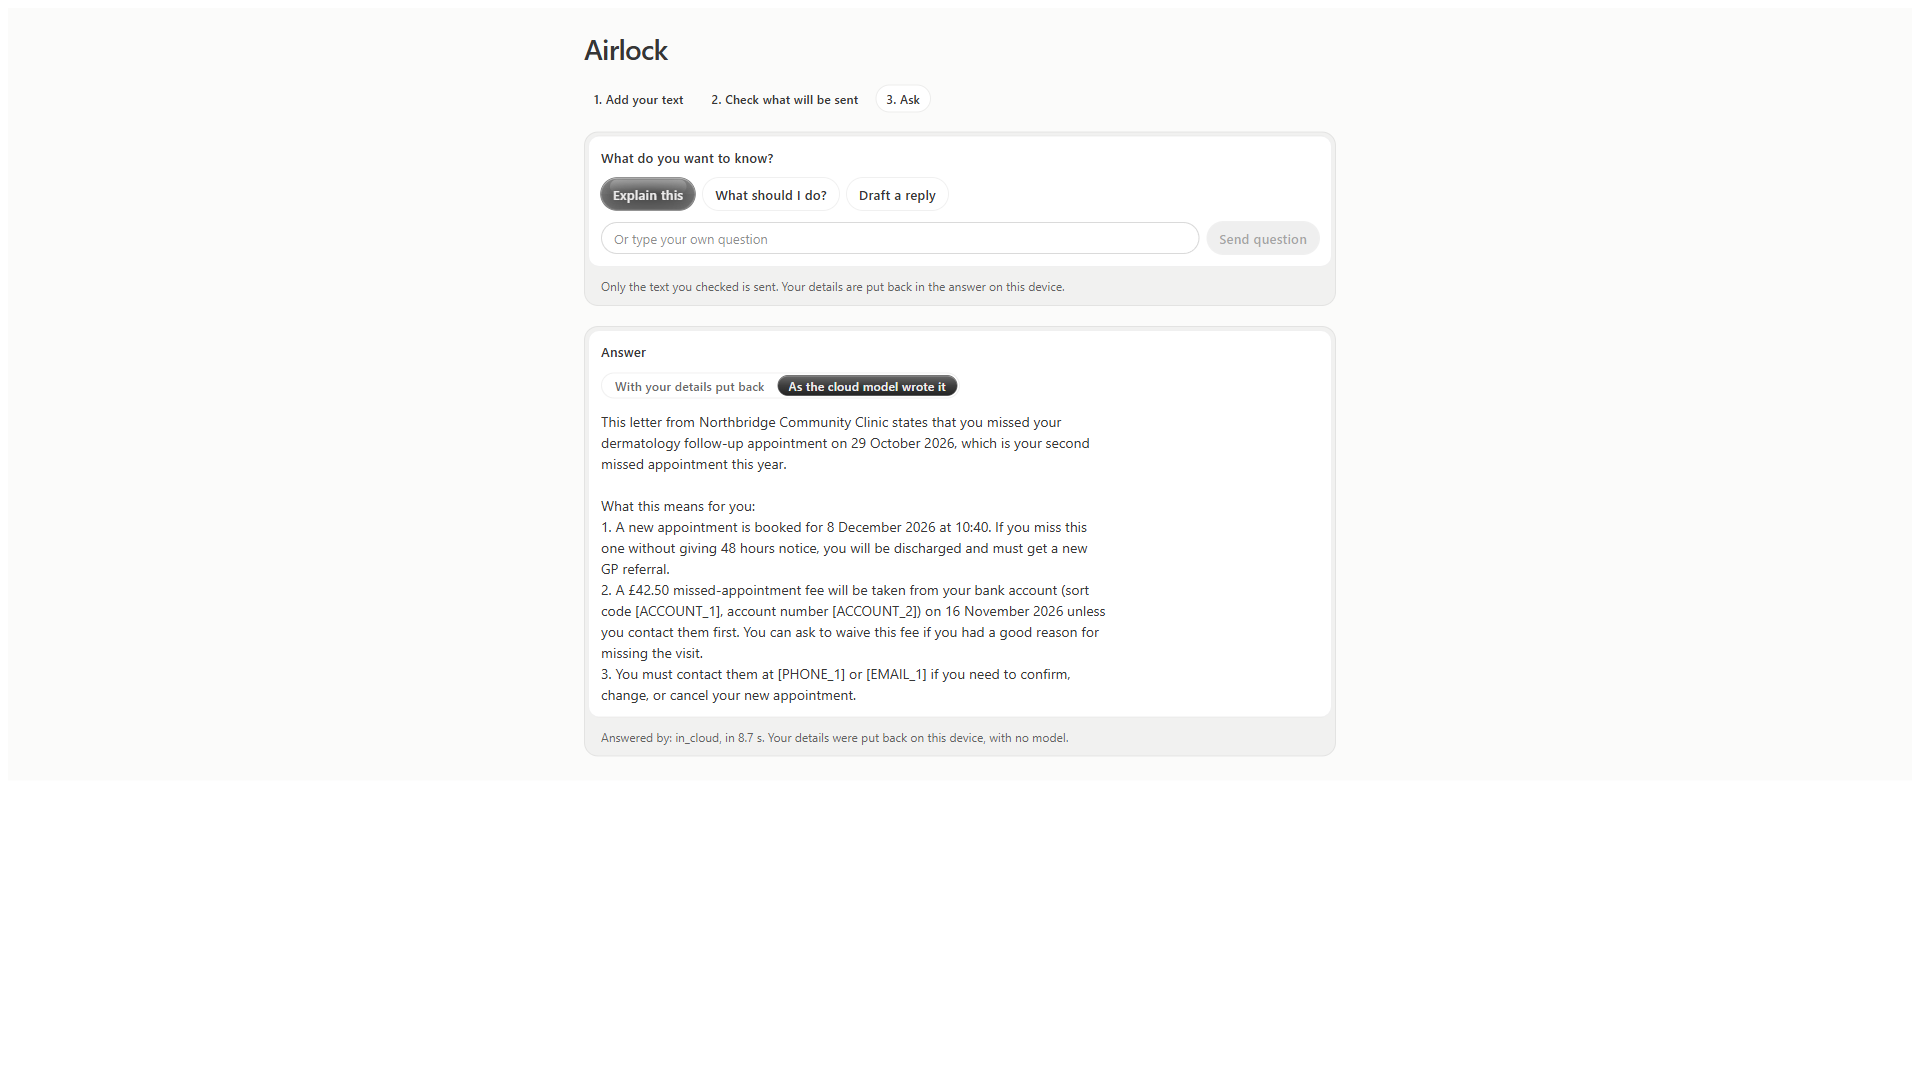 Airlock
1. Add your text
2. Check what will be sent
3. Ask
What do you want to know?
Explain this
What should I do?
Draft a reply
Or type your own question
Send question
Only the text you checked is sent. Your details are put back in the answer on this device.
Answer
With your details put back
As the cloud model wrote it
This letter from Northbridge Community Clinic states that you missed your
dermatology follow-up appointment on 29 October 2026, which is your second
missed appointment this year.
What this means for you:
1. A new appointment is booked for 8 December 2026 at 10:40. If you miss this
one without giving 48 hours notice, you will be discharged and must get a new
GP referral.
2. A £42.50 missed-appointment fee will be taken from your bank account (sort
code [ACCOUNT_1], account number [ACCOUNT_2]) on 16 November 2026 unless
you contact them first. You can ask to waive this fee if you had a good reason for
missing the visit.
3. You must contact them at [PHONE_1] or [EMAIL_1] if you need to confirm,
change, or cancel your new appointment.
Answered by: in_cloud, in 8.7 s. Your details were put back on this device, with no model.